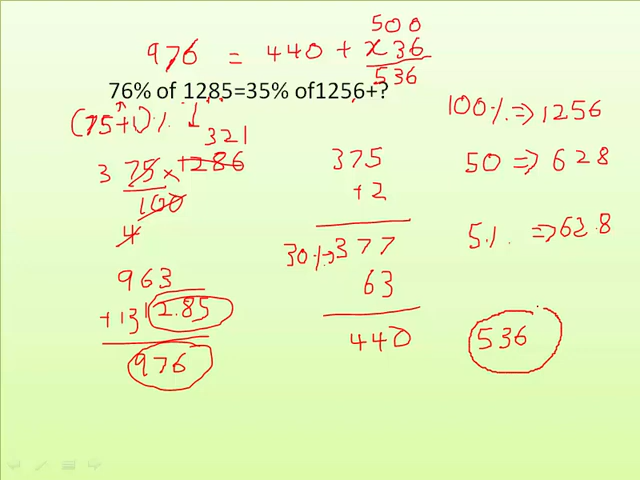 500
976 = 440 + x 36
536
76% of 1285=35% of1256+?
(75+1)%
321
3 75 x 1286
100
4
963
+13 12.85
976
375
+2
30% → 377
63
440
100% ⇒ 1256
50 ⇒ 628
5% ⇒ 62.8
536